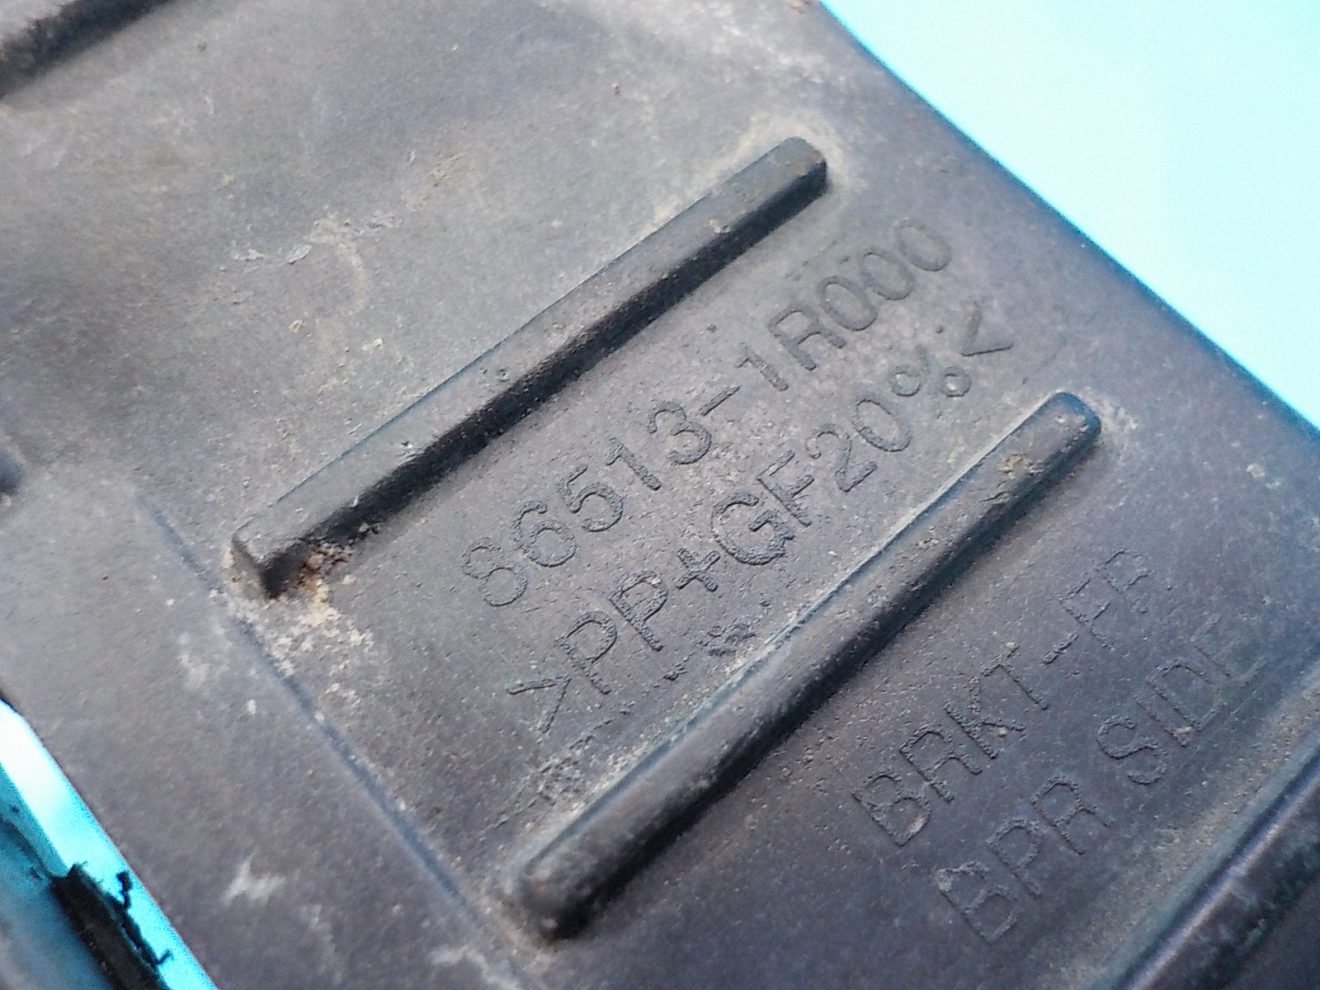 86513-1R000
>PP+GF20%<
BRKT-FR
BPR SIDE